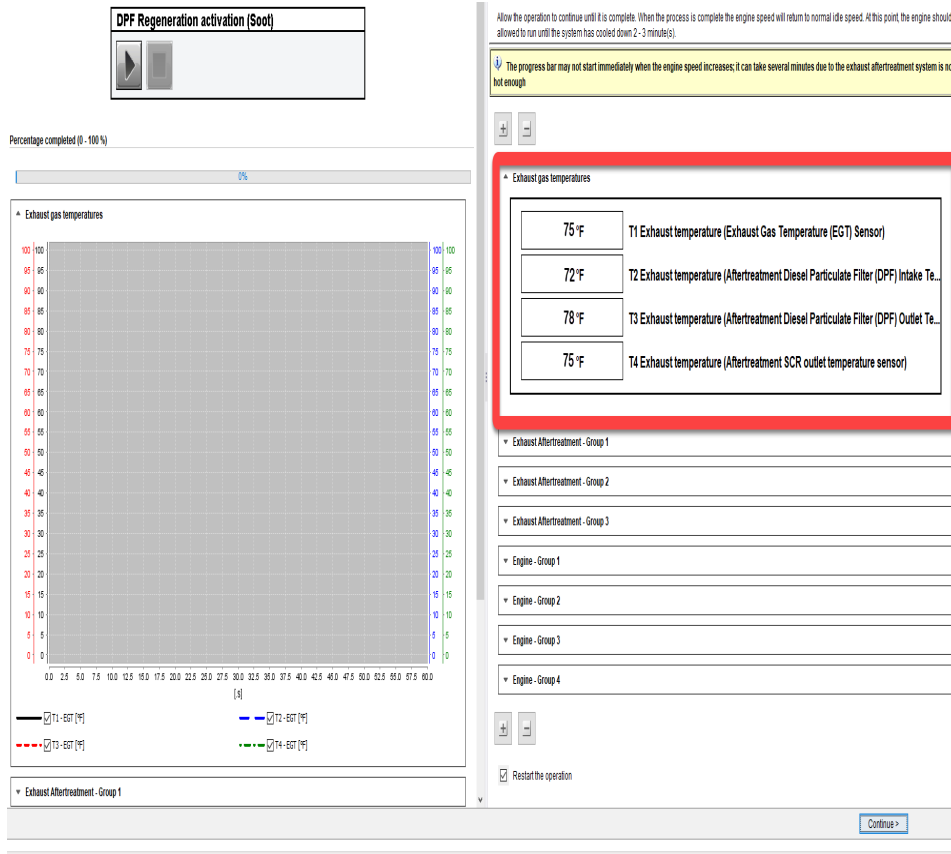 DPF Regeneration activation (Soot)
Percentage completed (0 - 100 %)
0%
Exhaust gas temperatures
100 100 100 100
95 95 95 95
90 90 90 90
85 85 85 85
80 80 80 80
75 75 75 75
70 70 70 70
65 65 65 65
60 60 60 60
55 55 55 55
50 50 50 50
45 45 45 45
40 40 40 40
35 35 35 35
30 30 30 30
25 25 25 25
20 20 20 20
15 15 15 15
10 10 10 10
5 5 5 5
0 0 0 0
0.0 2.5 5.0 7.5 10.0 12.5 15.0 17.5 20.0 22.5 25.0 27.5 30.0 32.5 35.0 37.5 40.0 42.5 45.0 47.5 50.0 52.5 55.0 57.5 60.0
[s]
T1 - EGT [°F] T2 - EGT [°F]
T3 - EGT [°F] T4 - EGT [°F]
Exhaust Aftertreatment - Group 1
Allow the operation to continue until it is complete. When the process is complete the engine speed will return to normal idle speed. At this point, the engine should
allowed to run until the system has cooled down 2 - 3 minute(s).
The progress bar may not start immediately when the engine speed increases; it can take several minutes due to the exhaust aftertreatment system is no
hot enough
Exhaust gas temperatures
75 °F T1 Exhaust temperature (Exhaust Gas Temperature (EGT) Sensor)
72 °F T2 Exhaust temperature (Aftertreatment Diesel Particulate Filter (DPF) Intake Te...
78 °F T3 Exhaust temperature (Aftertreatment Diesel Particulate Filter (DPF) Outlet Te...
75 °F T4 Exhaust temperature (Aftertreatment SCR outlet temperature sensor)
Exhaust Aftertreatment - Group 1
Exhaust Aftertreatment - Group 2
Exhaust Aftertreatment - Group 3
Engine - Group 1
Engine - Group 2
Engine - Group 3
Engine - Group 4
Restart the operation
Continue >